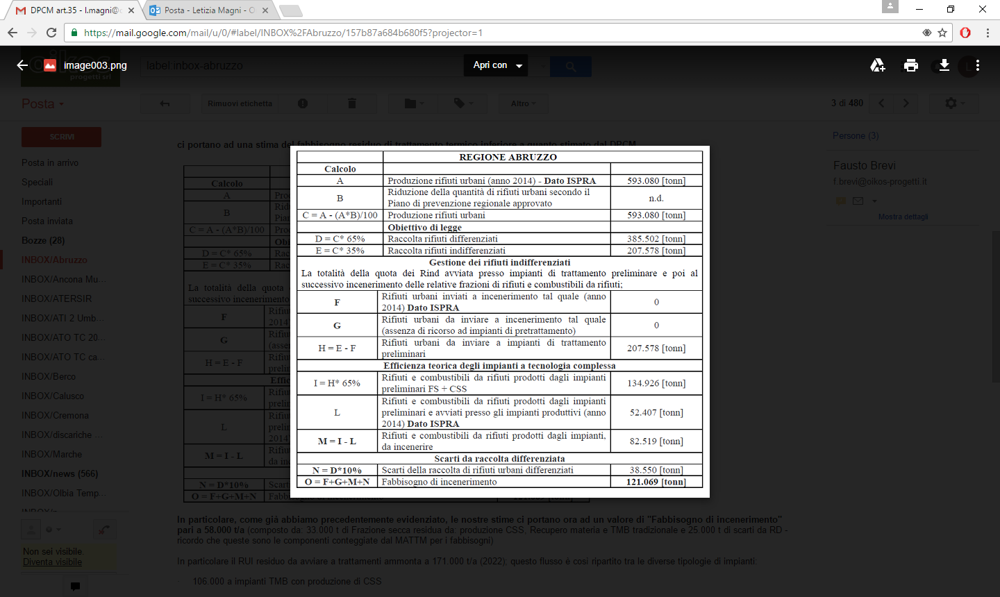 DPCM art.35 - l.magni@
Posta - Letizia Magni - O
https://mail.google.com/mail/u/0/#label/INBOX%2FAbruzzo/157b87a684b680f5?projector=1
image003.png
label:inbox-abruzzo
Apri con
oikos
progetti srl
Posta
Rimuovi etichetta
Altro
3 di 480
SCRIVI
Posta in arrivo
Speciali
Importanti
Posta inviata
Bozze (28)
INBOX/Abruzzo
INBOX/Ancona Mu...
INBOX/ATERSIR
INBOX/ATI 2 Umb...
INBOX/ATO TC 20...
INBOX/ATO TC ca...
INBOX/Berco
INBOX/Calusco
INBOX/Cremona
INBOX/discariche ...
INBOX/Marche
INBOX/news (566)
INBOX/Olbia Temp...
Non sei visibile.
Diventa visibile
ci portano ad una stima del fabbisogno residuo di trattamento termico inferiore a quanto stimato dal DPCM
REGIONE ABRUZZO
Calcolo
A Produzione rifiuti urbani (anno 2014) - Dato ISPRA 593.080 [tonn]
B Riduzione della quantità di rifiuti urbani secondo il
Piano di prevenzione regionale approvato n.d.
C = A - (A*B)/100 Produzione rifiuti urbani 593.080 [tonn]
Obiettivo di legge
D = C* 65% Raccolta rifiuti differenziati 385.502 [tonn]
E = C* 35% Raccolta rifiuti indifferenziati 207.578 [tonn]
Gestione dei rifiuti indifferenziati
La totalità della quota dei Rind avviata presso impianti di trattamento preliminare e poi al
successivo incenerimento delle relative frazioni di rifiuti e combustibili da rifiuti;
F Rifiuti urbani inviati a incenerimento tal quale (anno
2014) Dato ISPRA 0
G Rifiuti urbani da inviare a incenerimento tal quale
(assenza di ricorso ad impianti di pretrattamento) 0
H = E - F Rifiuti urbani da inviare a impianti di trattamento
preliminari 207.578 [tonn]
Efficienza teorica degli impianti a tecnologia complessa
I = H* 65% Rifiuti e combustibili da rifiuti prodotti dagli impianti
preliminari FS + CSS 134.926 [tonn]
L Rifiuti e combustibili da rifiuti prodotti dagli impianti
preliminari e avviati presso gli impianti produttivi (anno
2014) Dato ISPRA 52.407 [tonn]
M = I - L Rifiuti e combustibili da rifiuti prodotti dagli impianti,
da incenerire 82.519 [tonn]
Scarti da raccolta differenziata
N = D*10% Scarti della raccolta di rifiuti urbani differenziati 38.550 [tonn]
O = F+G+M+N Fabbisogno di incenerimento 121.069 [tonn]
In particolare, come già abbiamo precedentemente evidenziato, le nostre stime ci portano ora ad un valore di "Fabbisogno di incenerimento"
pari a 58.000 t/a (composto da: 33.000 t di Frazione secca residua da: produzione CSS, Recupero materia e TMB tradizionale e 25.000 t di scarti da RD -
ricordo che queste sono le componenti conteggiate dal MATTM per i fabbisogni)
In particolare il RUI residuo da avviare a trattamenti ammonta a 171.000 t/a (2022); questo flusso è così ripartito tra le diverse tipologie di impianti:
· 106.000 a impianti TMB con produzione di CSS
Persone (3)
Fausto Brevi
f.brevi@oikos-progetti.it
Mostra dettagli